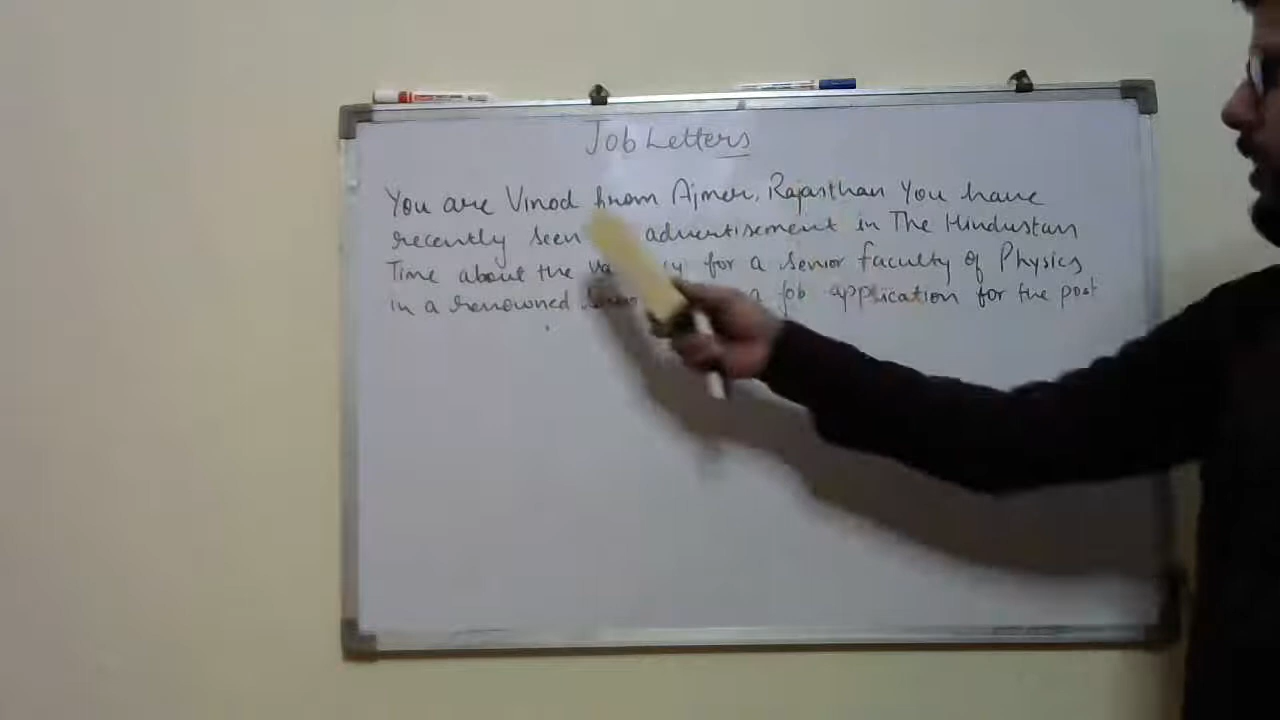 Job Letters
You are Vinod from Ajmer, Rajasthan You have
recently seen advertisement in The Hindustan
Time about the for a senior faculty of Physics
in a renowned a job application for the post